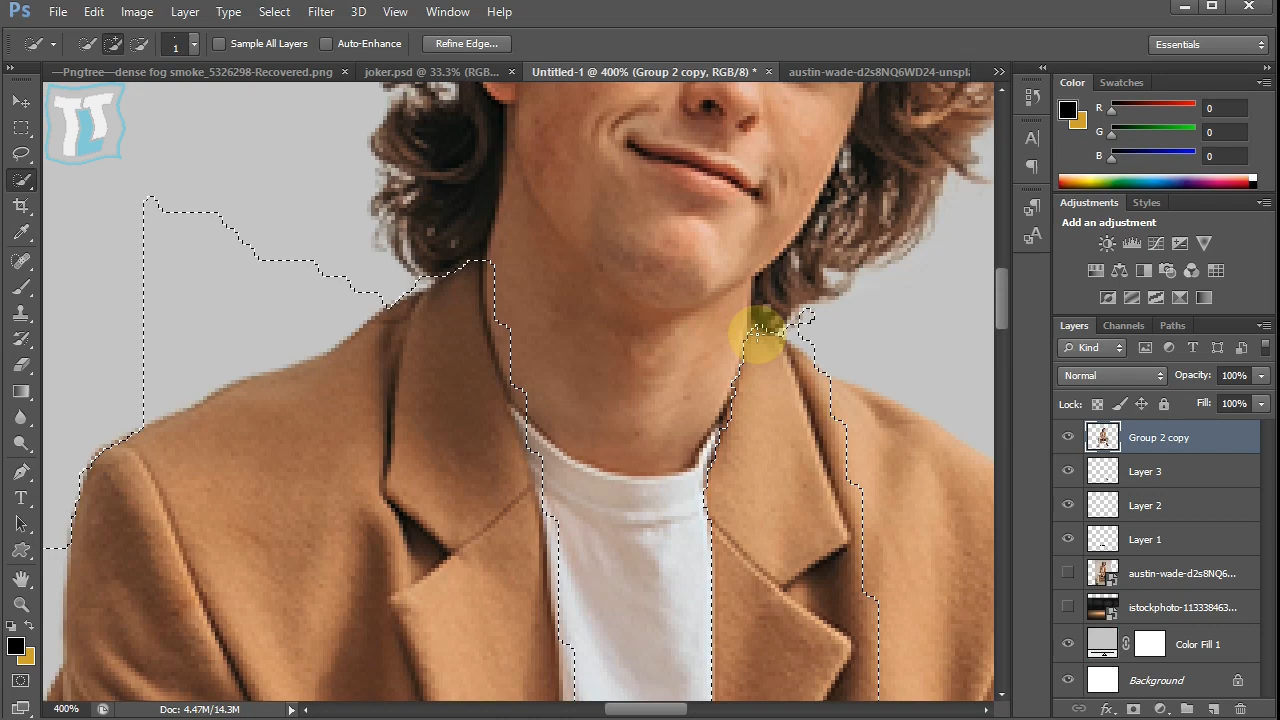 Ps File Edit Image Layer Type Select Filter 3D View Window Help
1 Sample All Layers Auto-Enhance Refine Edge... Essentials
—Pngtree—dense fog smoke_5326298-Recovered.png × joker.psd @ 33.3% (RGB... × Untitled-1 @ 400% (Group 2 copy, RGB/8) * × austin-wade-d2s8NQ6WD24-unspl
TLT
Color Swatches
R 0
G 0
B 0
Adjustments Styles
Add an adjustment
Layers Channels Paths
Kind
Normal Opacity: 100%
Lock: Fill: 100%
Group 2 copy
Layer 3
Layer 2
Layer 1
austin-wade-d2s8NQ6...
istockphoto-113338463...
Color Fill 1
Background
400% Doc: 4.47M/14.3M